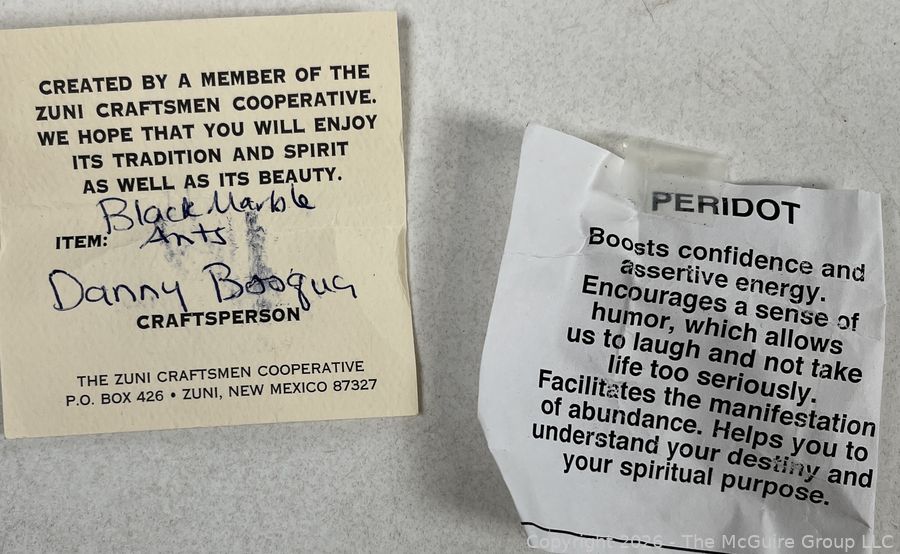 CREATED BY A MEMBER OF THE
ZUNI CRAFTSMEN COOPERATIVE.
WE HOPE THAT YOU WILL ENJOY
ITS TRADITION AND SPIRIT
AS WELL AS ITS BEAUTY.
Black Marble
ITEM: Ants
Danny Booqua
CRAFTSPERSON
THE ZUNI CRAFTSMEN COOPERATIVE
P.O. BOX 426 • ZUNI, NEW MEXICO 87327
PERIDOT
Boosts confidence and
assertive energy.
Encourages a sense of
humor, which allows
us to laugh and not take
life too seriously.
Facilitates the manifestation
of abundance. Helps you to
understand your destiny and
your spiritual purpose.
Copyright 2026 - The McGuire Group LLC